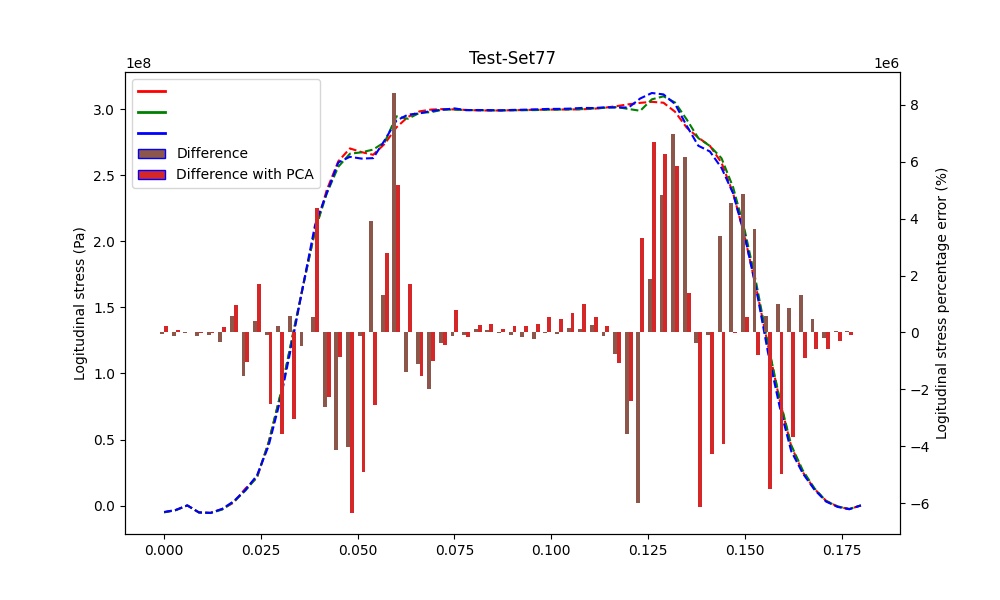 Test-Set77
1e8
1e6
Difference
Difference with PCA
3.0
2.5
2.0
1.5
1.0
0.5
0.0
Logitudinal stress (Pa)
8
6
4
2
0
−2
−4
−6
Logitudinal stress percentage error (%)
0.000 0.025 0.050 0.075 0.100 0.125 0.150 0.175